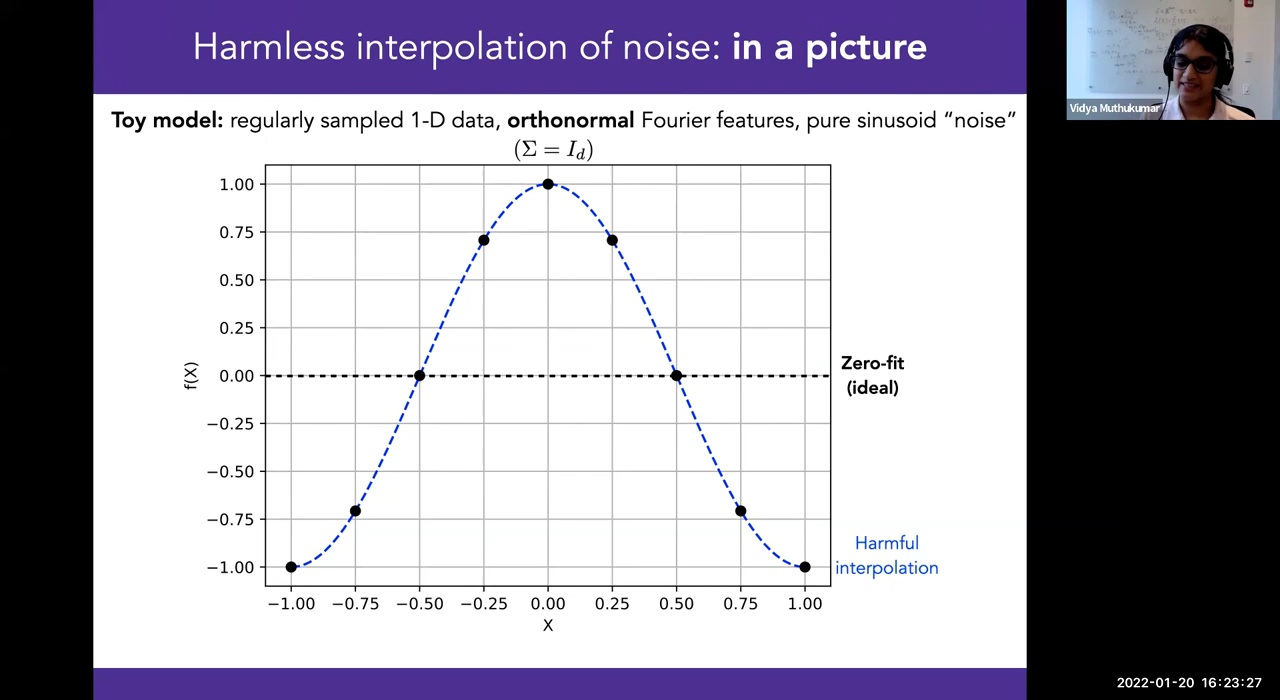 Harmless interpolation of noise: in a picture
Vidya Muthukumar
Toy model: regularly sampled 1-D data, orthonormal Fourier features, pure sinusoid “noise”
(Σ = I_d)
1.00
0.75
0.50
0.25
0.00
−0.25
−0.50
−0.75
−1.00
f(X)
Zero-fit
(ideal)
Harmful
interpolation
−1.00 −0.75 −0.50 −0.25 0.00 0.25 0.50 0.75 1.00
X
2022-01-20 16:23:27